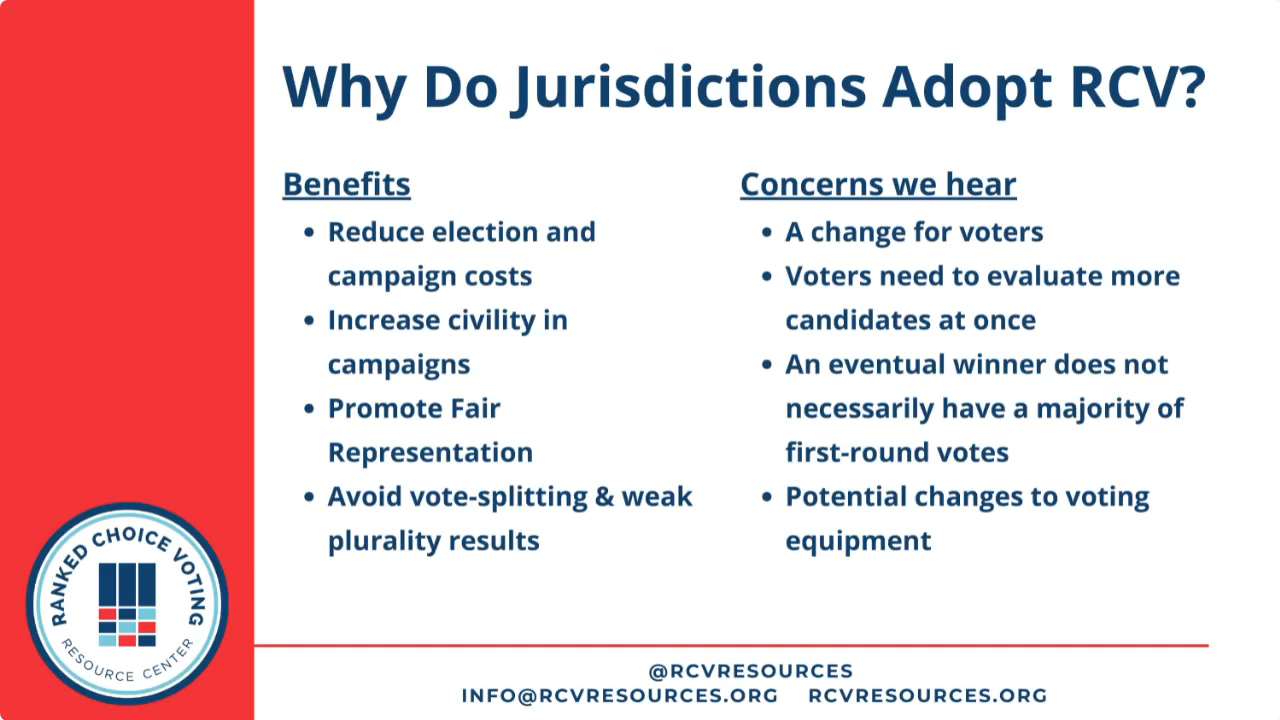 Why Do Jurisdictions Adopt RCV?
Benefits
• Reduce election and
campaign costs
• Increase civility in
campaigns
• Promote Fair
Representation
• Avoid vote-splitting & weak
plurality results
Concerns we hear
• A change for voters
• Voters need to evaluate more
candidates at once
• An eventual winner does not
necessarily have a majority of
first-round votes
• Potential changes to voting
equipment
RANKED CHOICE VOTING
RESOURCE CENTER
@RCVRESOURCES
INFO@RCVRESOURCES.ORG RCVRESOURCES.ORG